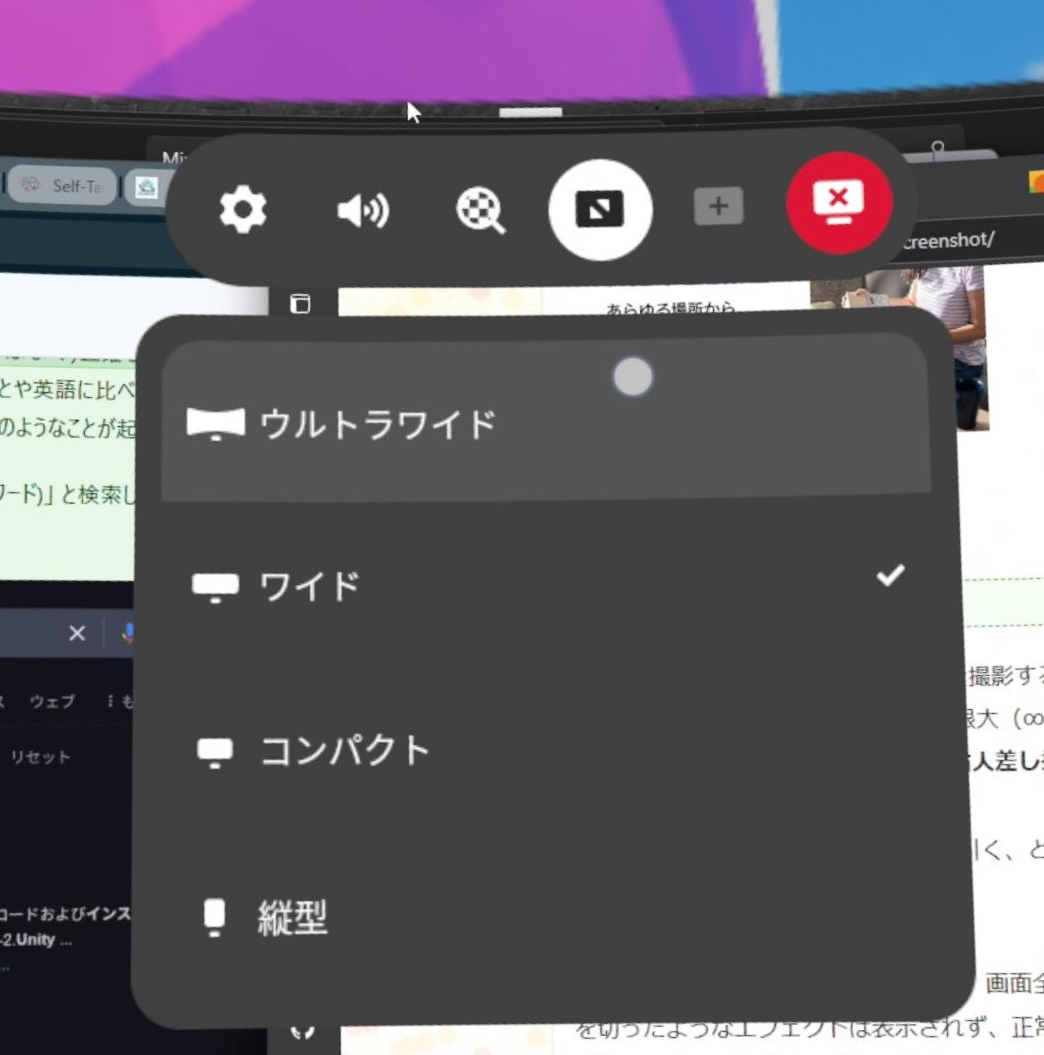 Self-Te
creenshot/
あらゆる場所から
とや英語に比べ
のようなことが起
ワード)」と検索し
ウルトラワイド
ワイド
コンパクト
縦型
ウェブ
リセット
コードおよびインス
-2.Unity ...
撮影する
限大（∞
人差し
引く、と
画面全
を切ったようなエフェクトは表示されず、正常